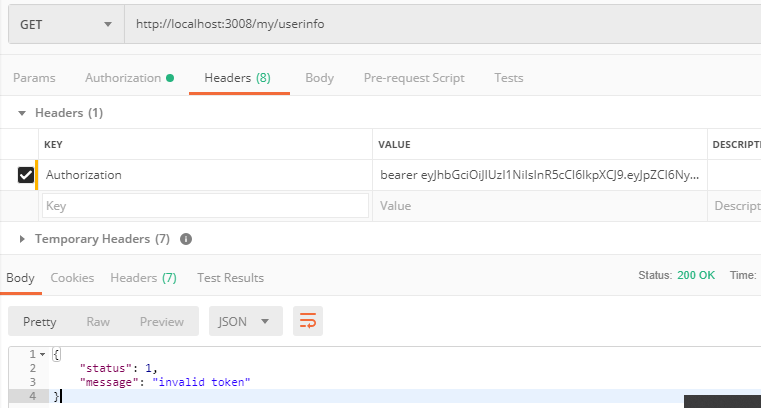 GET http://localhost:3008/my/userinfo
Params Authorization Headers (8) Body Pre-request Script Tests
Headers (1)
KEY VALUE DESCRIPTI
Authorization bearer eyJhbGciOiJIUzI1NiIsInR5cCI6IkpXCJ9.eyJpZCI6Ny...
Key Value Descript
Temporary Headers (7)
Body Cookies Headers (7) Test Results Status: 200 OK Time:
Pretty Raw Preview JSON
1 {
2 "status": 1,
3 "message": "invalid token"
4 }